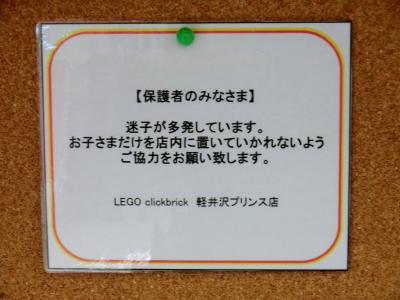 【保護者のみなさま】
迷子が多発しています。
お子さまだけを店内に置いていかれないよう
ご協力をお願い致します。
LEGO clickbrick 軽井沢プリンス店